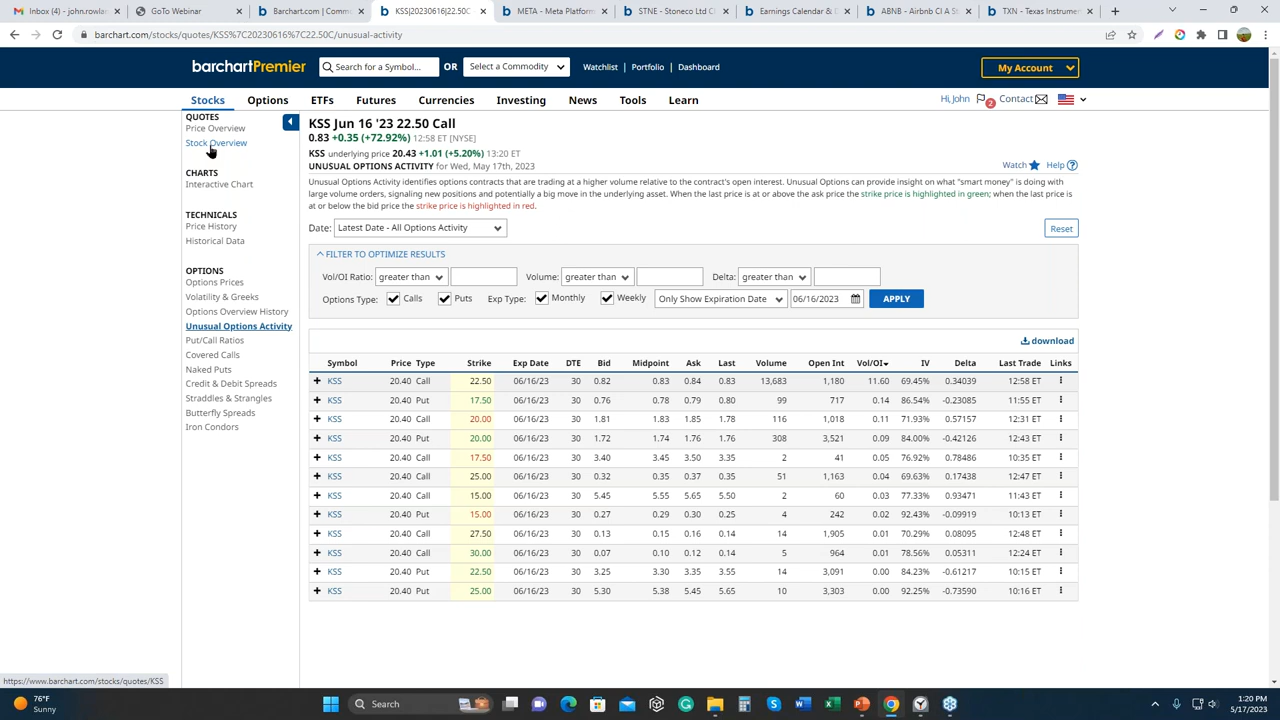 Inbox (4) - john.rowlan
GoTo Webinar
Barchart.com | Comm
KSS|20230616|22.50C
META - Meta Platform
STNE - Stoneco Ltd Cl
Earnings Calendar & D
ABNB - Airbnb Cl A St
TXN - Texas Instrumen
barchart.com/stocks/quotes/KSS%7C20230616%7C22.50C/unusual-activity
barchartPremier
Search for a Symbol...
OR
Select a Commodity
Watchlist
Portfolio
Dashboard
My Account
Stocks
Options
ETFs
Futures
Currencies
Investing
News
Tools
Learn
Hi, John
2
Contact
QUOTES
Price Overview
Stock Overview
CHARTS
Interactive Chart
TECHNICALS
Price History
Historical Data
OPTIONS
Options Prices
Volatility & Greeks
Options Overview History
Unusual Options Activity
Put/Call Ratios
Covered Calls
Naked Puts
Credit & Debit Spreads
Straddles & Strangles
Butterfly Spreads
Iron Condors
KSS Jun 16 '23 22.50 Call
0.83 +0.35 (+72.92%) 12:58 ET [NYSE]
KSS underlying price 20.43 +1.01 (+5.20%) 13:20 ET
UNUSUAL OPTIONS ACTIVITY for Wed, May 17th, 2023
Watch
Help
Unusual Options Activity identifies options contracts that are trading at a higher volume relative to the contract's open interest. Unusual Options can provide insight on what "smart money" is doing with
large volume orders, signaling new positions and potentially a big move in the underlying asset. When the last price is at or above the ask price the strike price is highlighted in green; when the last price is
at or below the bid price the strike price is highlighted in red.
Date: Latest Date - All Options Activity
Reset
FILTER TO OPTIMIZE RESULTS
Vol/OI Ratio: greater than Volume: greater than Delta: greater than
Options Type: Calls Puts Exp Type: Monthly Weekly Only Show Expiration Date 06/16/2023 APPLY
download
Symbol Price Type Strike Exp Date DTE Bid Midpoint Ask Last Volume Open Int Vol/OI IV Delta Last Trade Links
+ KSS 20.40 Call 22.50 06/16/23 30 0.82 0.83 0.84 0.83 13,683 1,180 11.60 69.45% 0.34039 12:58 ET
+ KSS 20.40 Put 17.50 06/16/23 30 0.76 0.78 0.79 0.80 99 717 0.14 86.54% -0.23085 11:55 ET
+ KSS 20.40 Call 20.00 06/16/23 30 1.81 1.83 1.85 1.78 116 1,018 0.11 71.93% 0.57157 12:31 ET
+ KSS 20.40 Put 20.00 06/16/23 30 1.72 1.74 1.76 1.76 308 3,521 0.09 84.00% -0.42126 12:43 ET
+ KSS 20.40 Call 17.50 06/16/23 30 3.40 3.45 3.50 3.35 2 41 0.05 76.92% 0.78486 10:35 ET
+ KSS 20.40 Call 25.00 06/16/23 30 0.32 0.35 0.37 0.35 51 1,163 0.04 69.63% 0.17438 12:47 ET
+ KSS 20.40 Call 15.00 06/16/23 30 5.45 5.55 5.65 5.50 2 60 0.03 77.33% 0.93471 11:43 ET
+ KSS 20.40 Put 15.00 06/16/23 30 0.27 0.29 0.30 0.25 4 242 0.02 92.43% -0.09919 10:13 ET
+ KSS 20.40 Call 27.50 06/16/23 30 0.13 0.15 0.16 0.14 14 1,905 0.01 70.29% 0.08095 12:48 ET
+ KSS 20.40 Call 30.00 06/16/23 30 0.07 0.10 0.12 0.14 5 964 0.01 78.56% 0.05311 12:24 ET
+ KSS 20.40 Put 22.50 06/16/23 30 3.25 3.30 3.35 3.55 14 3,091 0.00 84.23% -0.61217 10:15 ET
+ KSS 20.40 Put 25.00 06/16/23 30 5.30 5.38 5.45 5.65 10 3,303 0.00 92.25% -0.73590 10:16 ET
https://www.barchart.com/stocks/quotes/KSS
76°F
Sunny
Search
1:20 PM
5/17/2023